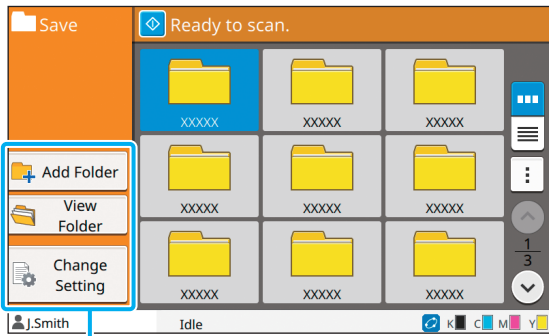 Save
Ready to scan.
XXXXX
XXXXX
XXXXX
Add Folder
View
Folder
XXXXX
XXXXX
XXXXX
1
3
Change
Setting
XXXXX
XXXXX
XXXXX
J.Smith
Idle
K
C
M
Y